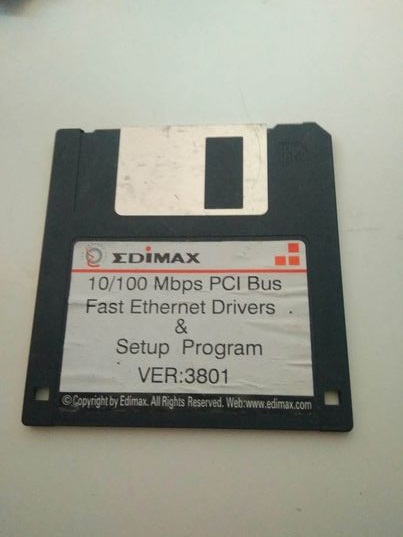 ΣDiMAX
10/100 Mbps PCI Bus
Fast Ethernet Drivers .
&
Setup Program
VER:3801
©Copyright by Edimax. All Rights Reserved. Web:www.edimax.com